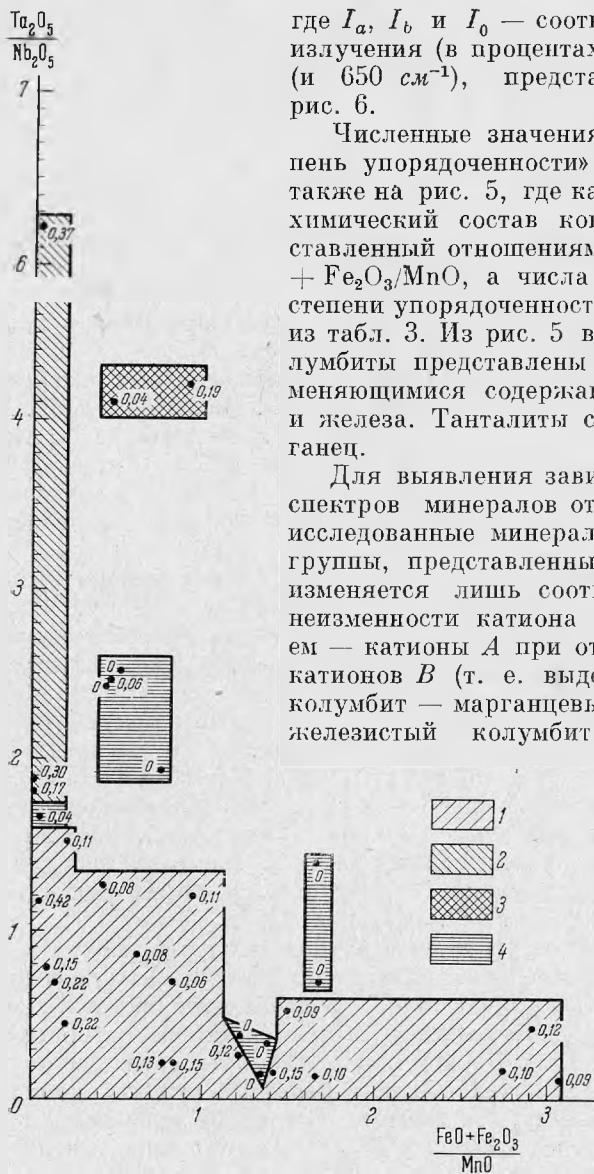 где I_a, I_b и I_0 — соот
излучения (в процентах
(и 650 см⁻¹), предста
рис. 6.
Численные значения
пень упорядоченности»
также на рис. 5, где ка
химический состав ко
ставленный отношениям
+ Fe₂O₃/MnO, а числа
степени упорядоченност
из табл. 3. Из рис. 5 в
лумбиты представлены
меняющимися содержа
и железа. Танталиты с
ганец.
Для выявления зави
спектров минералов от
исследованные минерал
группы, представленны
изменяется лишь соот
неизменности катиона
ем — катионы A при от
катионов B (т. е. выде
колумбит — марганцевы
железистый колумбит
Ta₂O₅
Nb₂O₅
7
0,37
6
0,04
0,19
4
3
0
0
0,06
0
2
0,30
0,17
0,04
0,11
0,08
0,11
0,42
1
0,15
0,22
0,08
0,06
0,22
0,13
0,15
0
0
0,12
0
0,15
0
0
0,09
0,10
0,12
0,10
0,09
1
2
3
4
0
1
2
3
FeO+Fe₂O₃
MnO